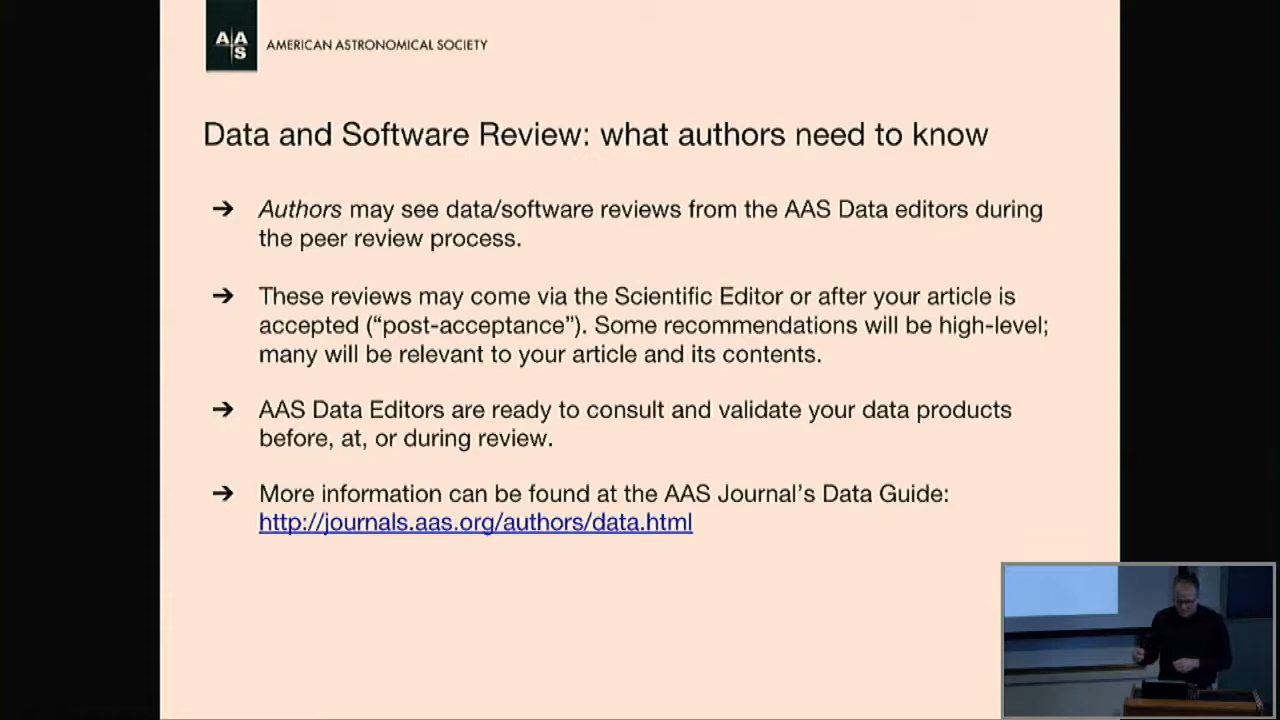 AAS
AMERICAN ASTRONOMICAL SOCIETY
Data and Software Review: what authors need to know
➔ Authors may see data/software reviews from the AAS Data editors during
the peer review process.
➔ These reviews may come via the Scientific Editor or after your article is
accepted (“post-acceptance”). Some recommendations will be high-level;
many will be relevant to your article and its contents.
➔ AAS Data Editors are ready to consult and validate your data products
before, at, or during review.
➔ More information can be found at the AAS Journal’s Data Guide:
http://journals.aas.org/authors/data.html